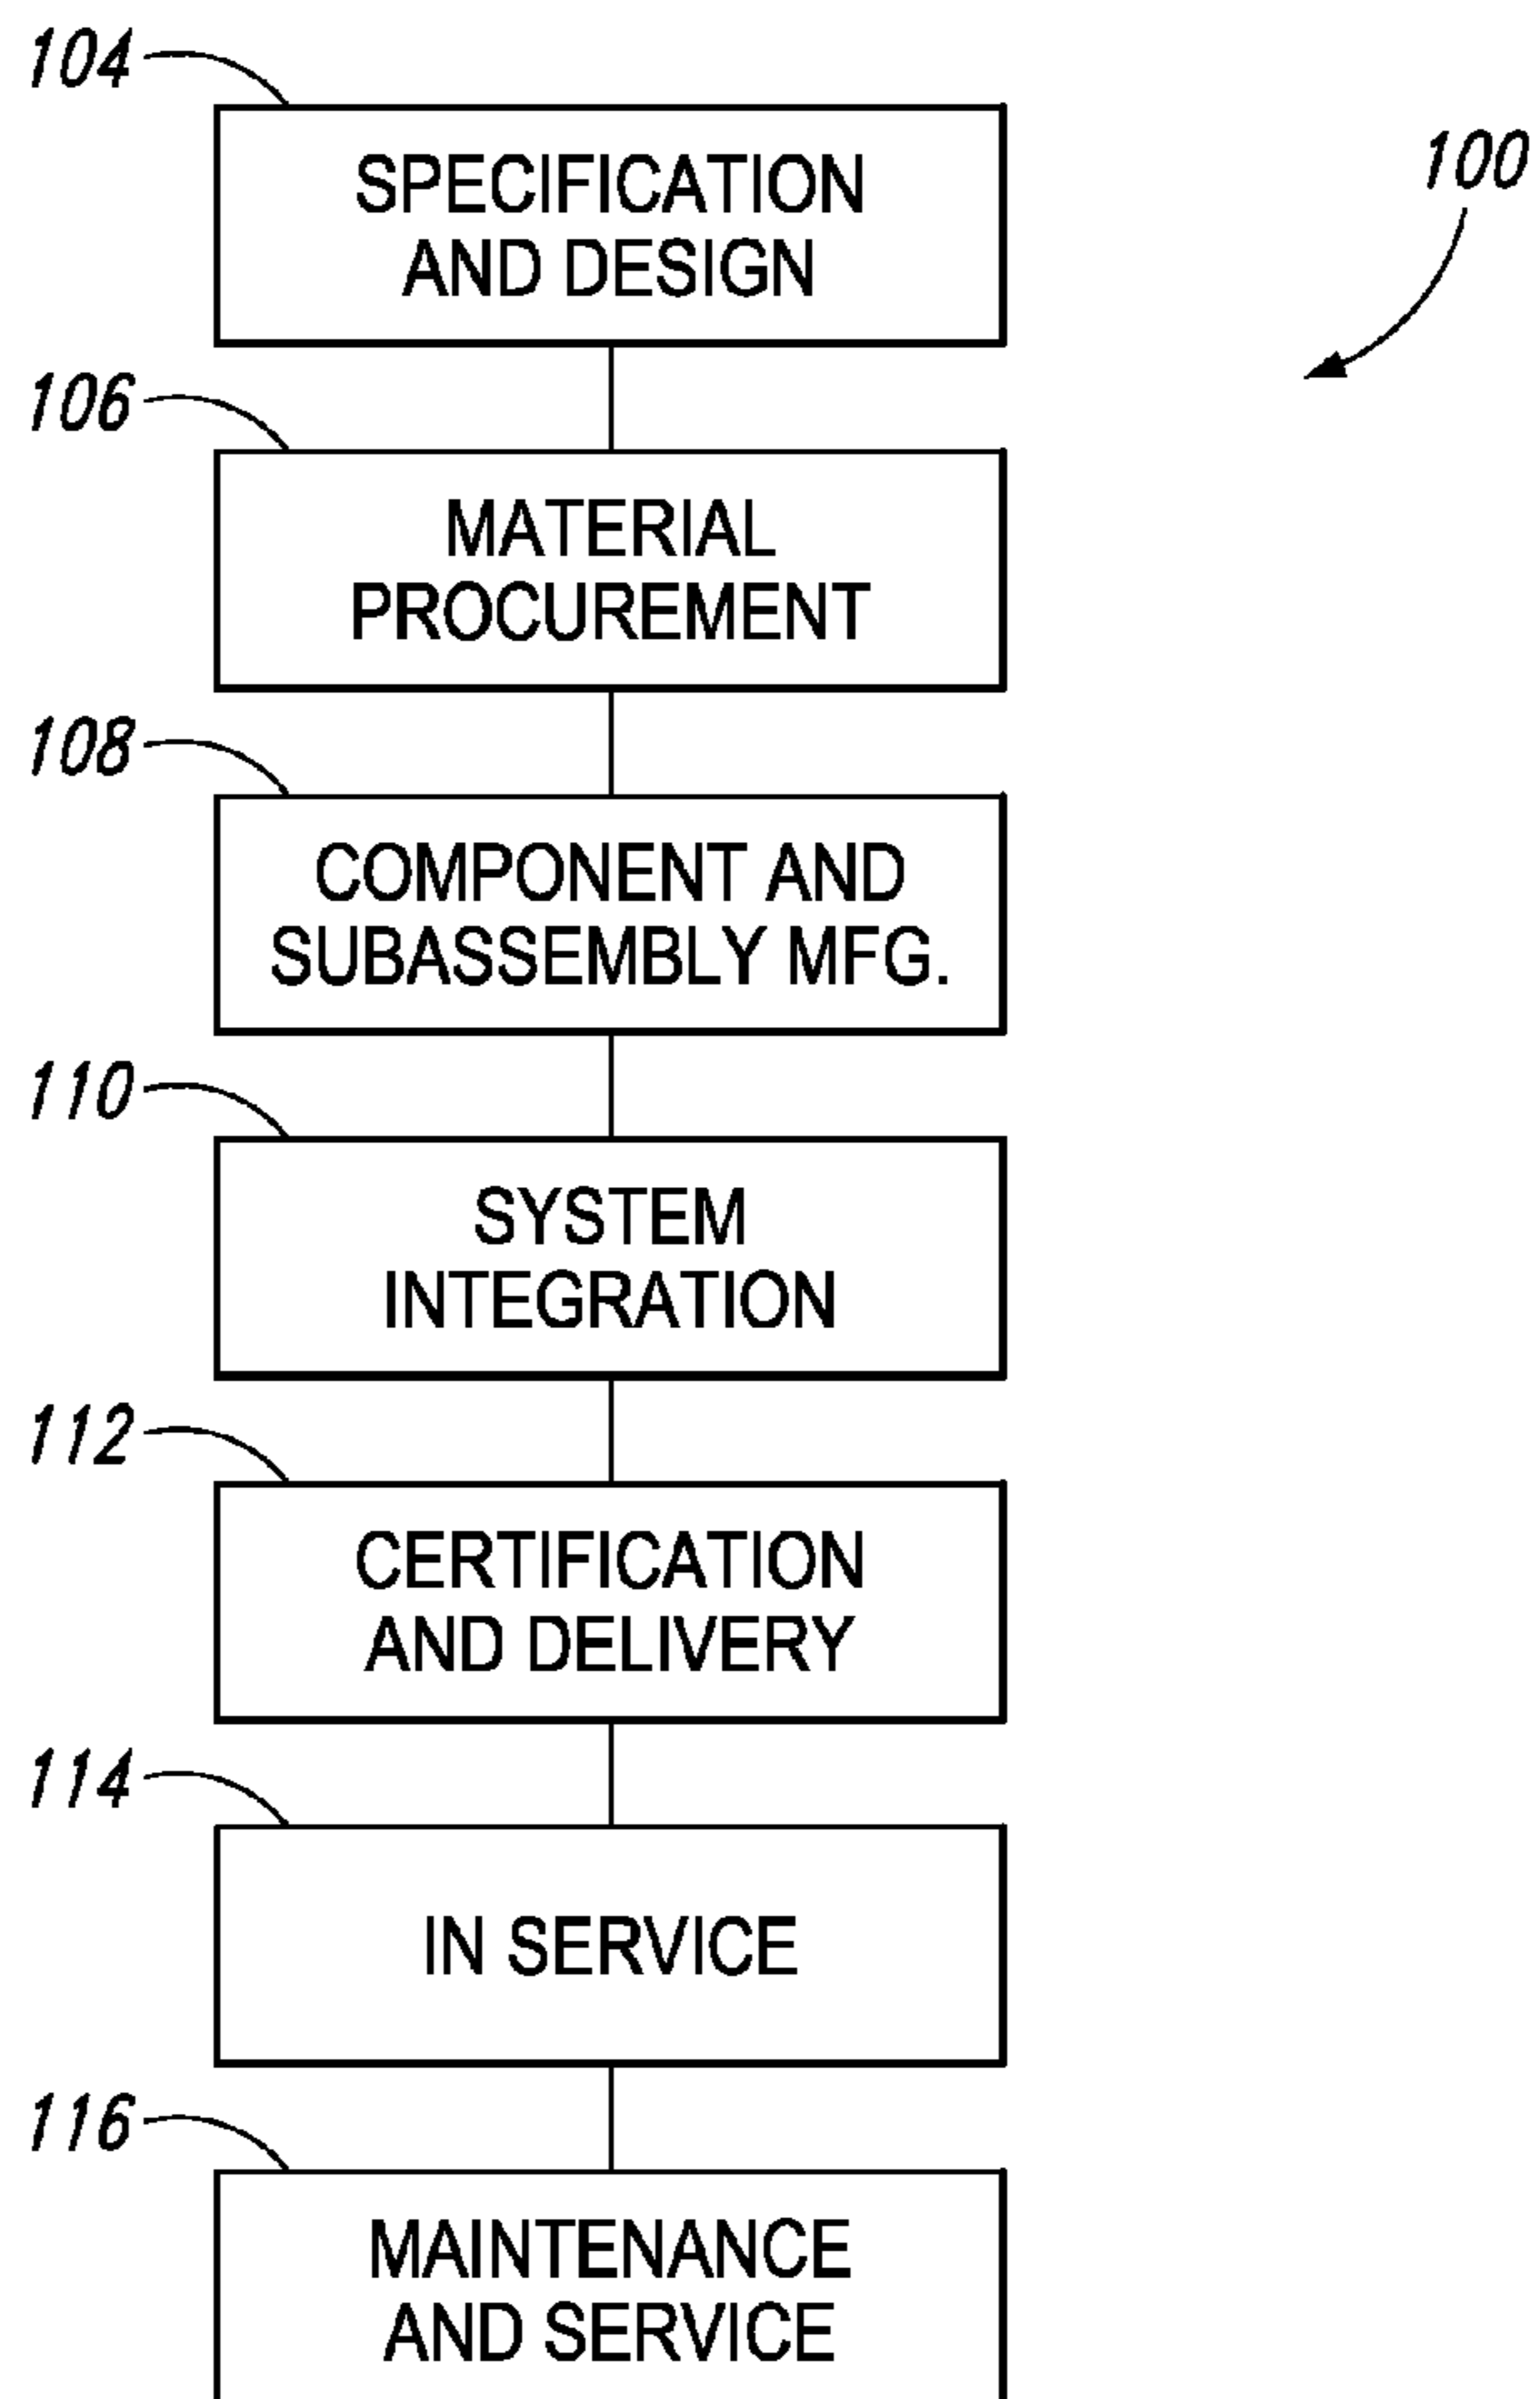 104
SPECIFICATION
AND DESIGN
100
106
MATERIAL
PROCUREMENT
108
COMPONENT AND
SUBASSEMBLY MFG.
110
SYSTEM
INTEGRATION
112
CERTIFICATION
AND DELIVERY
114
IN SERVICE
116
MAINTENANCE
AND SERVICE